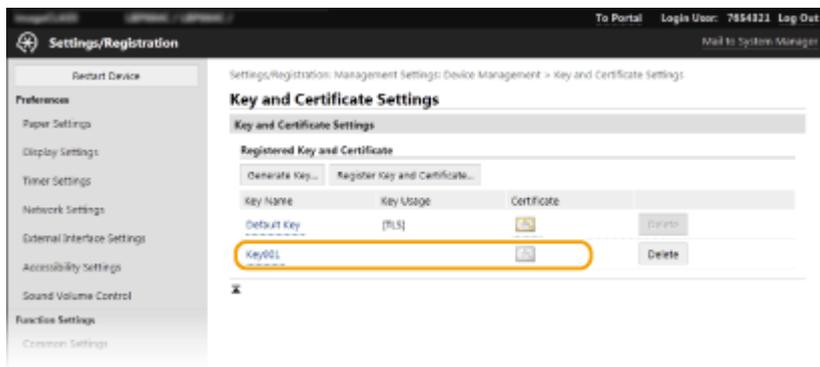 To Portal Login User: 7654321 Log Out
Settings/Registration
Mail to System Manager
Restart Device
Settings/Registration: Management Settings: Device Management > Key and Certificate Settings
Preferences
Key and Certificate Settings
Paper Settings
Key and Certificate Settings
Display Settings
Registered Key and Certificate
Timer Settings
Generate Key... Register Key and Certificate...
Network Settings
Key Name Key Usage Certificate
Default Key [TLS] Delete
External Interface Settings
Key001 Delete
Accessibility Settings
Sound Volume Control
Function Settings
Common Settings